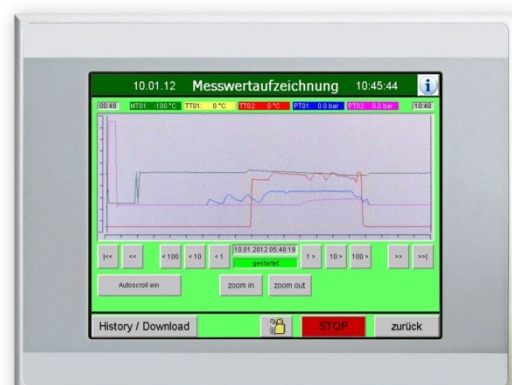 10.01.12 Messwertaufzeichnung 10:45:44 i
00:48 MT01: -100 °C TT01: 0 °C TT02: 0 °C PT01: 0.0 bar PT02: 0.0 bar 10:48
|<< << < 100 < 10 < 1 10.01.2012 05:48:19 1 > 10 > 100 > >> >>|
gestartet
Autoscroll ein zoom in zoom out
History / Download STOP zurück